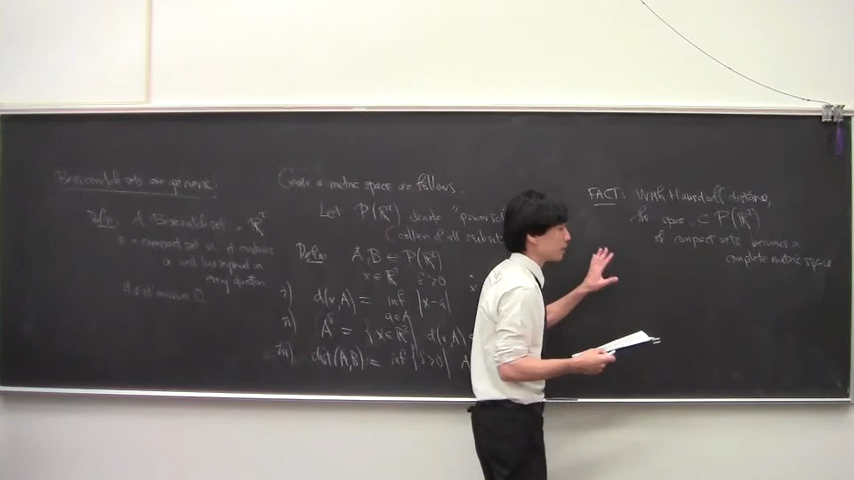 Besicovitch sets are generic.
Defn: A Besicovitch set in ℝ²
is a compact set s.t. it contains
a unit line segment in
every direction
& is of measure 0.
Create a metric space as follows.
Let P(ℝ²) denote "power set
(collection of all subsets
Defn: A, B ∈ P(ℝ²)
x ∈ ℝ², δ > 0
i) d(x,A) = inf |x-a|
a∈A
ii) A^δ = {x ∈ ℝ² | d(x,A)
iii) dist(A,B) := inf {δ>0 | A
FACT: With Hausdorff distance,
the space C ⊂ P(ℝ²)
of compact sets becomes a
complete metric space